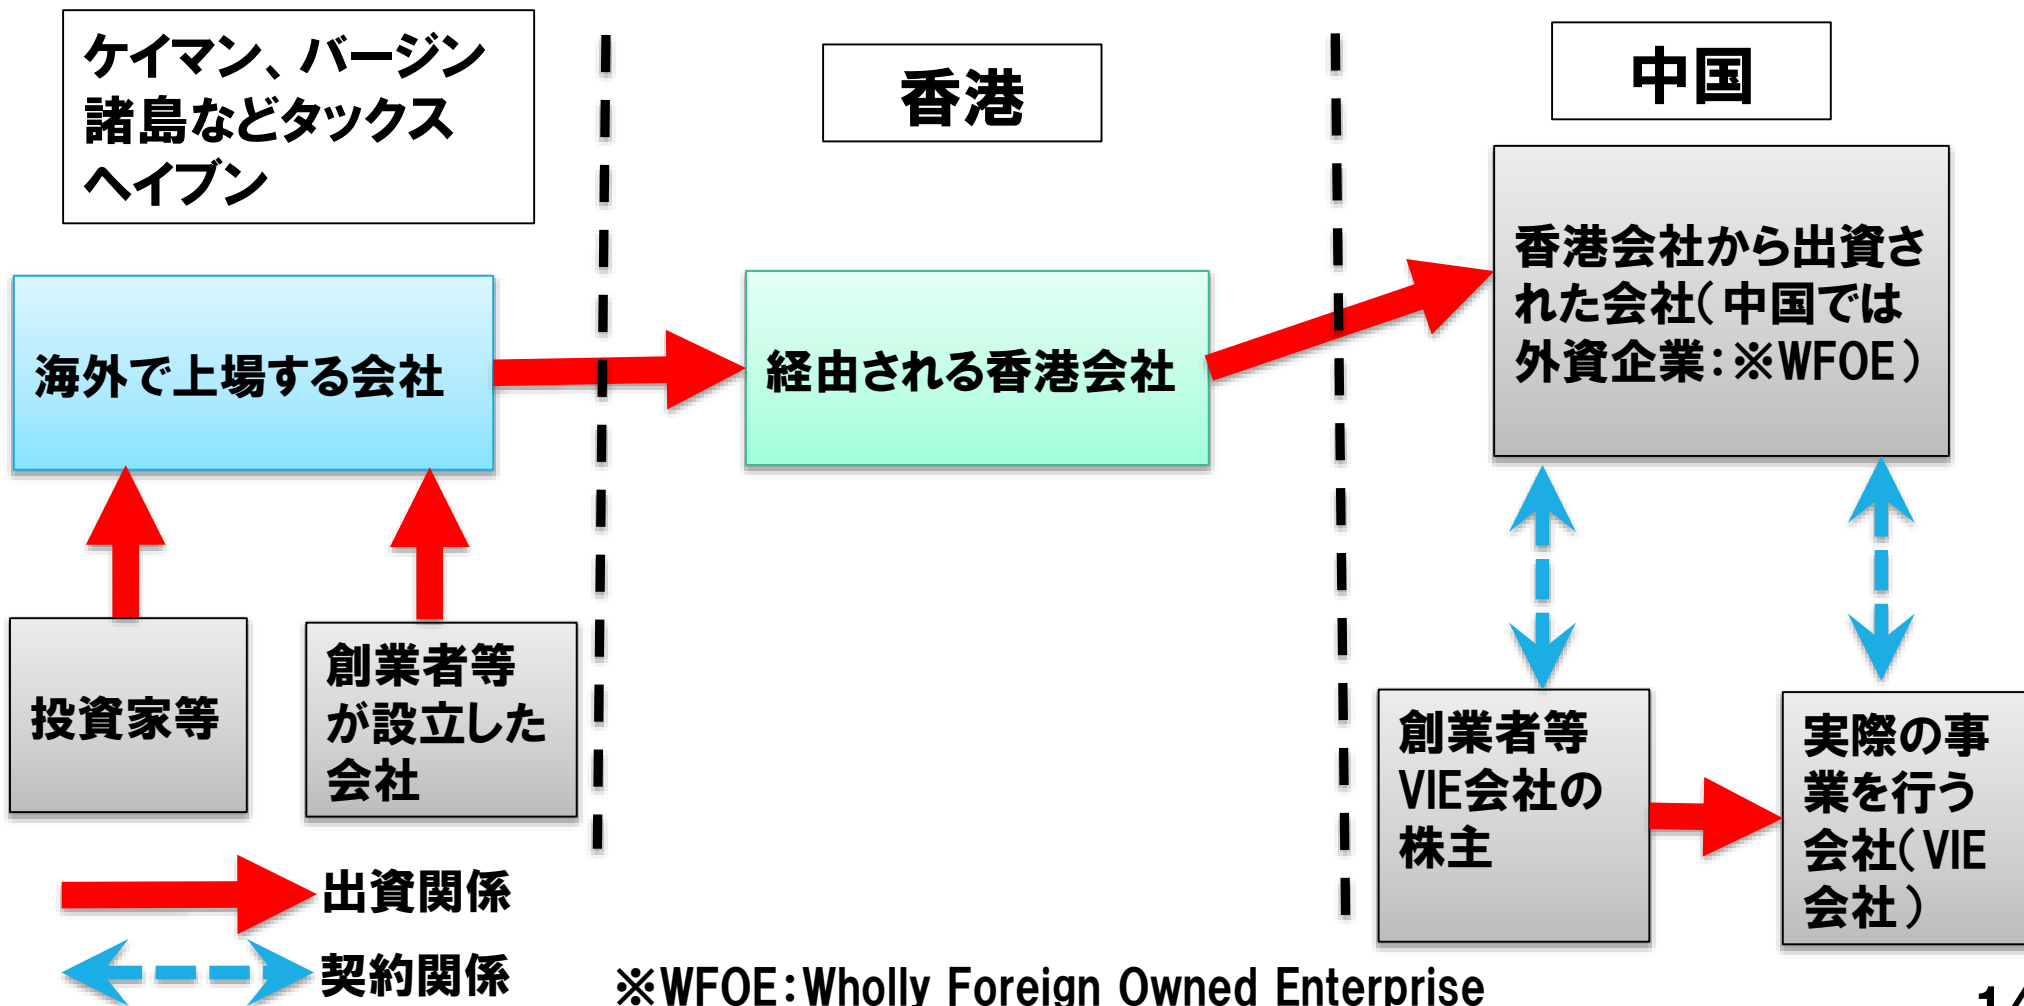 ケイマン、バージン
諸島などタックス
ヘイブン
香港
中国
海外で上場する会社
経由される香港会社
香港会社から出資さ
れた会社(中国では
外資企業:※WFOE)
投資家等
創業者等
が設立した
会社
創業者等
VIE会社の
株主
実際の事
業を行う
会社(VIE
会社)
出資関係
契約関係
※WFOE:Wholly Foreign Owned Enterprise